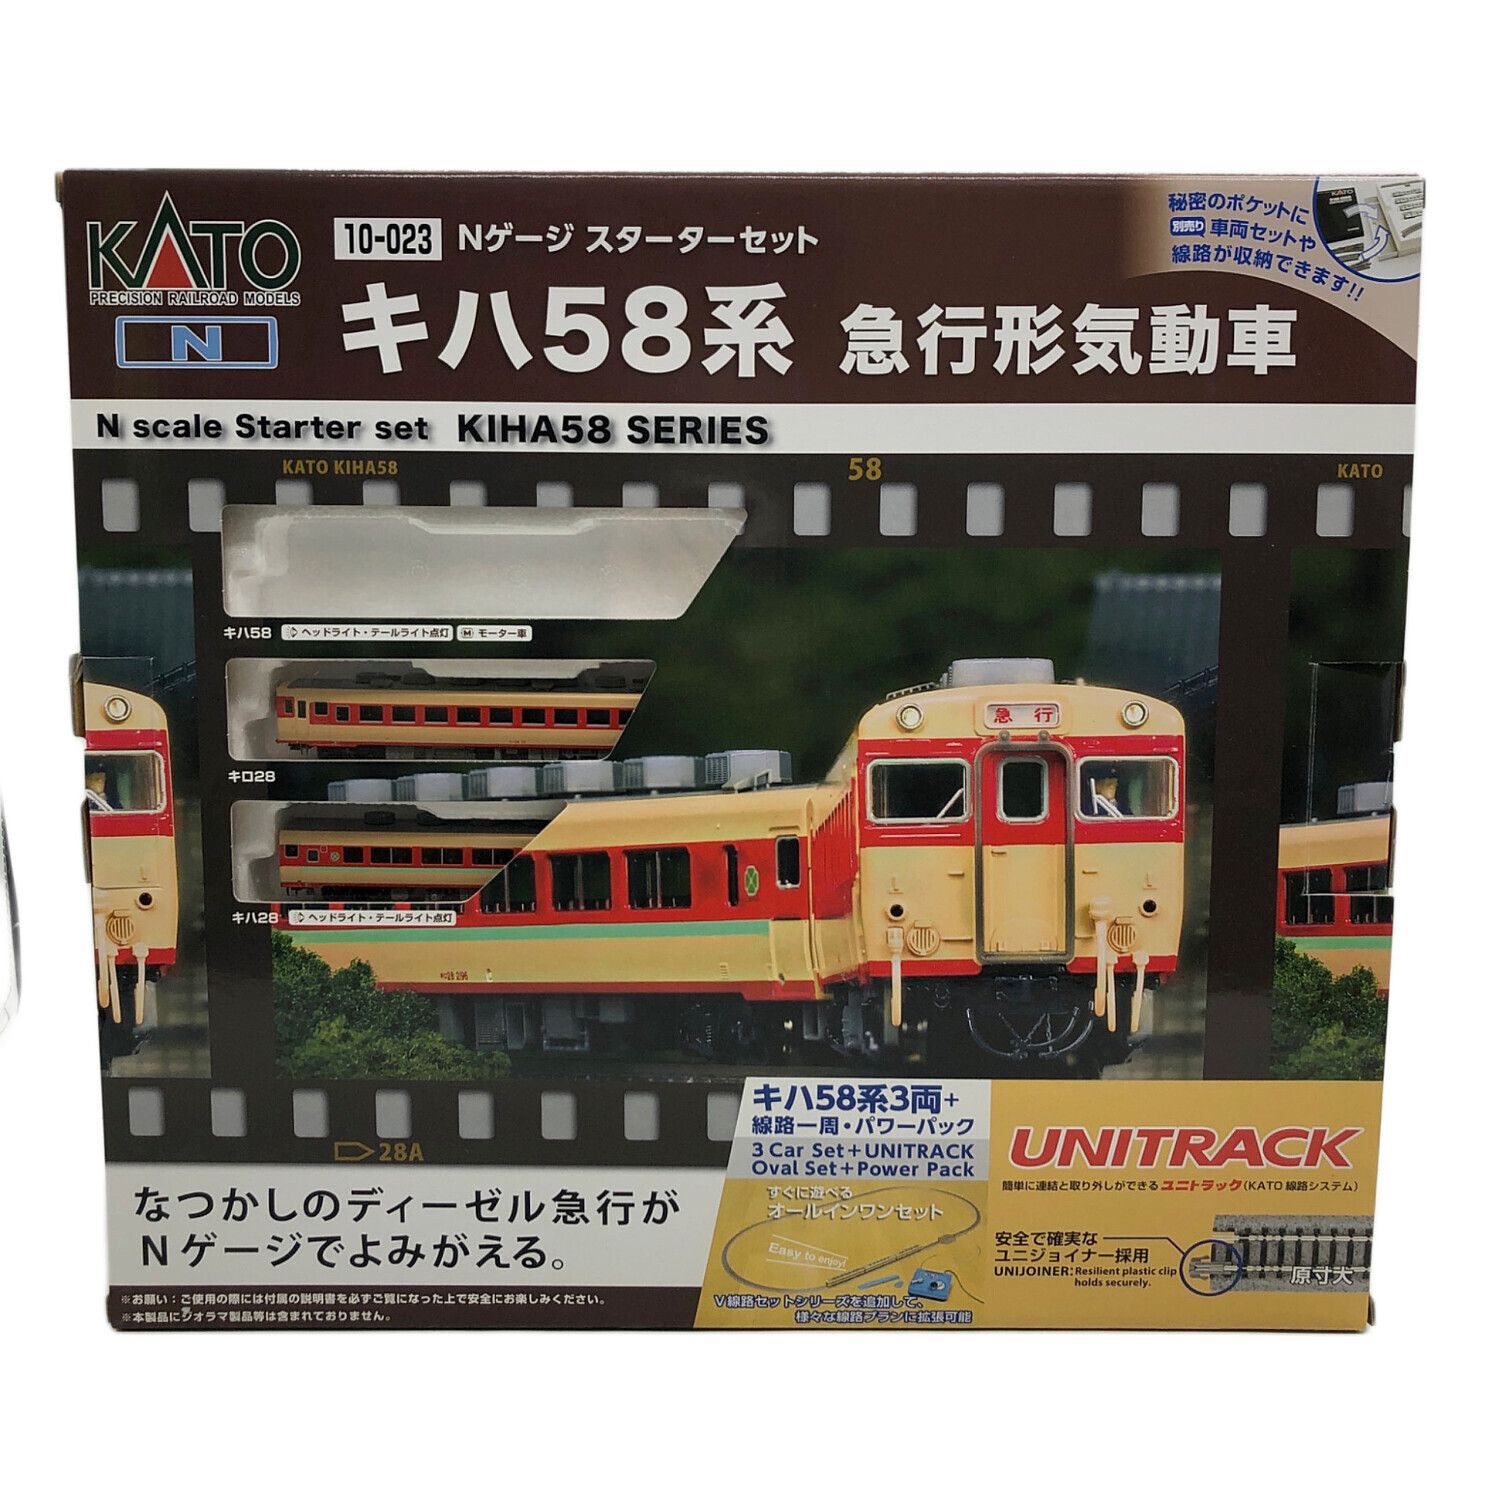 KATO
PRECISION RAILROAD MODELS
N
10-023 Nゲージ スターターセット
キハ58系 急行形気動車
秘密のポケットに
別売り 車両セットや
線路が収納できます!!
N scale Starter set KIHA58 SERIES
KATO KIHA58
58
KATO
キハ58 ヘッドライト・テールライト点灯 M モーター車
キロ28
キハ28 ヘッドライト・テールライト点灯
急行
28A
なつかしのディーゼル急行が
Nゲージでよみがえる。
※お願い：ご使用の際には付属の説明書を必ずご覧になった上で安全にお楽しみください。
※本製品にジオラマ製品等は含まれておりません。
キハ58系3両+
線路一周・パワーパック
3 Car Set+UNITRACK
Oval Set+Power Pack
すぐに遊べる
オールインワンセット
Easy to enjoy!
V線路セットシリーズを追加して、
様々な線路プランに拡張可能
UNITRACK
簡単に連結と取り外しができるユニトラック(KATO線路システム)
安全で確実な
ユニジョイナー採用
UNIJOINER: Resilient plastic clip
holds securely.
原寸大